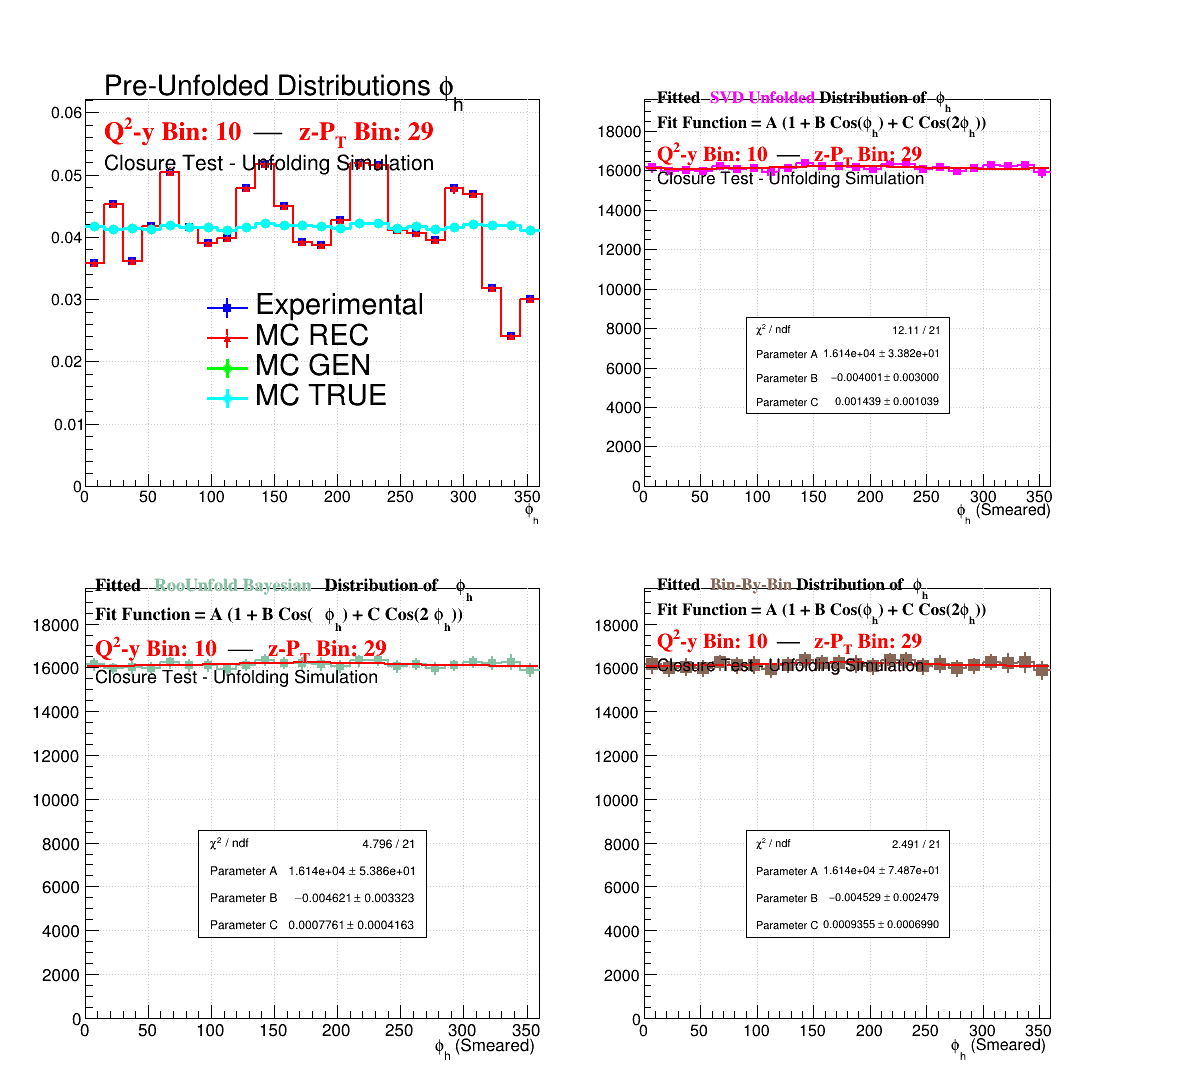 Pre-Unfolded Distributions ϕh
Q2-y Bin: 10 — z-PT Bin: 29
Closure Test - Unfolding Simulation
0.06
0.05
0.04
0.03
0.02
0.01
0
Experimental
MC REC
MC GEN
MC TRUE
0 50 100 150 200 250 300 350
ϕh
Fitted SVD Unfolded Distribution of ϕh
Fit Function = A (1 + B Cos(ϕh) + C Cos(2ϕh))
Q2-y Bin: 10 — z-PT Bin: 29
Closure Test - Unfolding Simulation
18000
16000
14000
12000
10000
8000
6000
4000
2000
0
χ2 / ndf 12.11 / 21
Parameter A 1.614e+04 ± 3.382e+01
Parameter B −0.004001 ± 0.003000
Parameter C 0.001439 ± 0.001039
0 50 100 150 200 250 300 350
ϕh (Smeared)
Fitted RooUnfold Bayesian Distribution of ϕh
Fit Function = A (1 + B Cos( ϕh) + C Cos(2 ϕh))
Q2-y Bin: 10 — z-PT Bin: 29
Closure Test - Unfolding Simulation
18000
16000
14000
12000
10000
8000
6000
4000
2000
0
χ2 / ndf 4.796 / 21
Parameter A 1.614e+04 ± 5.386e+01
Parameter B −0.004621 ± 0.003323
Parameter C 0.0007761 ± 0.0004163
0 50 100 150 200 250 300 350
ϕh (Smeared)
Fitted Bin-By-Bin Distribution of ϕh
Fit Function = A (1 + B Cos(ϕh) + C Cos(2ϕh))
Q2-y Bin: 10 — z-PT Bin: 29
Closure Test - Unfolding Simulation
18000
16000
14000
12000
10000
8000
6000
4000
2000
0
χ2 / ndf 2.491 / 21
Parameter A 1.614e+04 ± 7.487e+01
Parameter B −0.004529 ± 0.002479
Parameter C 0.0009355 ± 0.0006990
0 50 100 150 200 250 300 350
ϕh (Smeared)